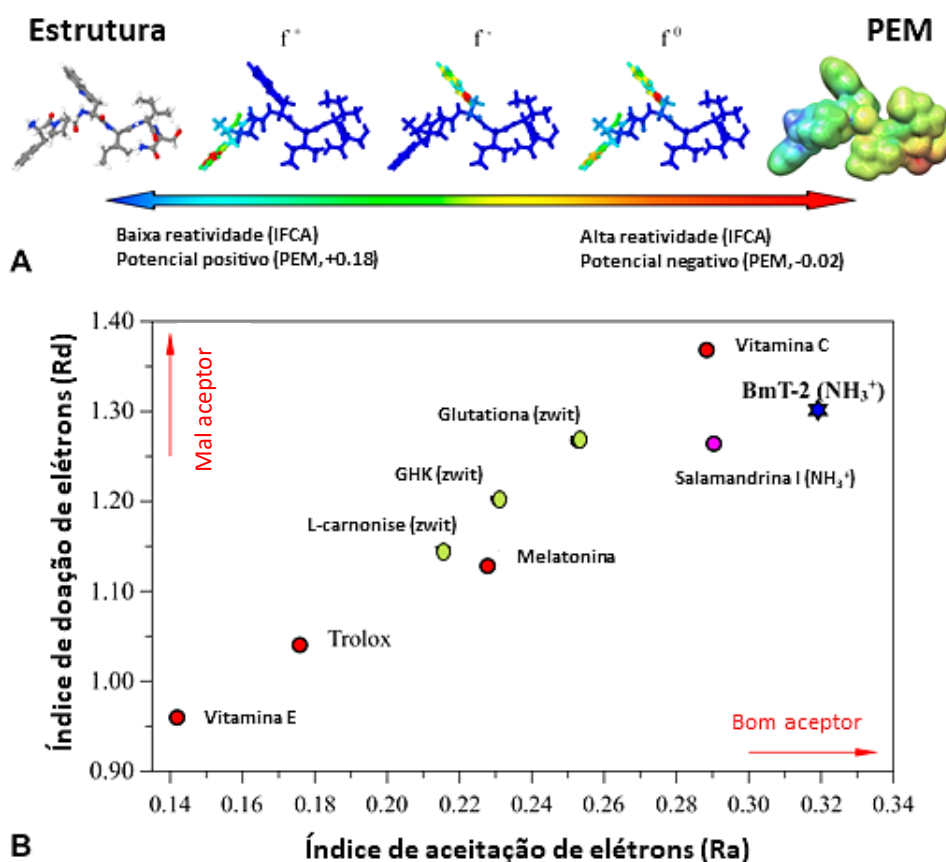 Estrutura
f⁺
f⁻
f⁰
PEM
Baixa reatividade (IFCA)
Potencial positivo (PEM, +0.18)
Alta reatividade (IFCA)
Potencial negativo (PEM, -0.02)
A
1.40
1.30
1.20
1.10
1.00
0.90
Índice de doação de elétrons (Rd)
Mal aceptor
Vitamina C
BmT-2 (NH₃⁺)
Glutationa (zwit)
Salamandrina I (NH₃⁺)
GHK (zwit)
L-carnonise (zwit)
Melatonina
Trolox
Vitamina E
Bom aceptor
0.14 0.16 0.18 0.20 0.22 0.24 0.26 0.28 0.30 0.32 0.34
B
Índice de aceitação de elétrons (Ra)